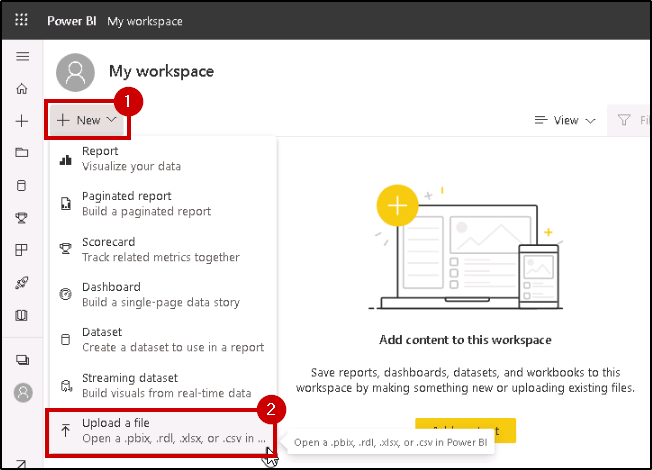 Power BI My workspace
My workspace
1
+ New
View
Report
Visualize your data
Paginated report
Build a paginated report
Scorecard
Track related metrics together
Dashboard
Build a single-page data story
Dataset
Create a dataset to use in a report
Streaming dataset
Build visuals from real-time data
2
Upload a file
Open a .pbix, .rdl, .xlsx, or .csv in ...
Open a .pbix, .rdl, .xlsx, or .csv in Power BI
Add content to this workspace
Save reports, dashboards, datasets, and workbooks to this
workspace by making something new or uploading existing files.